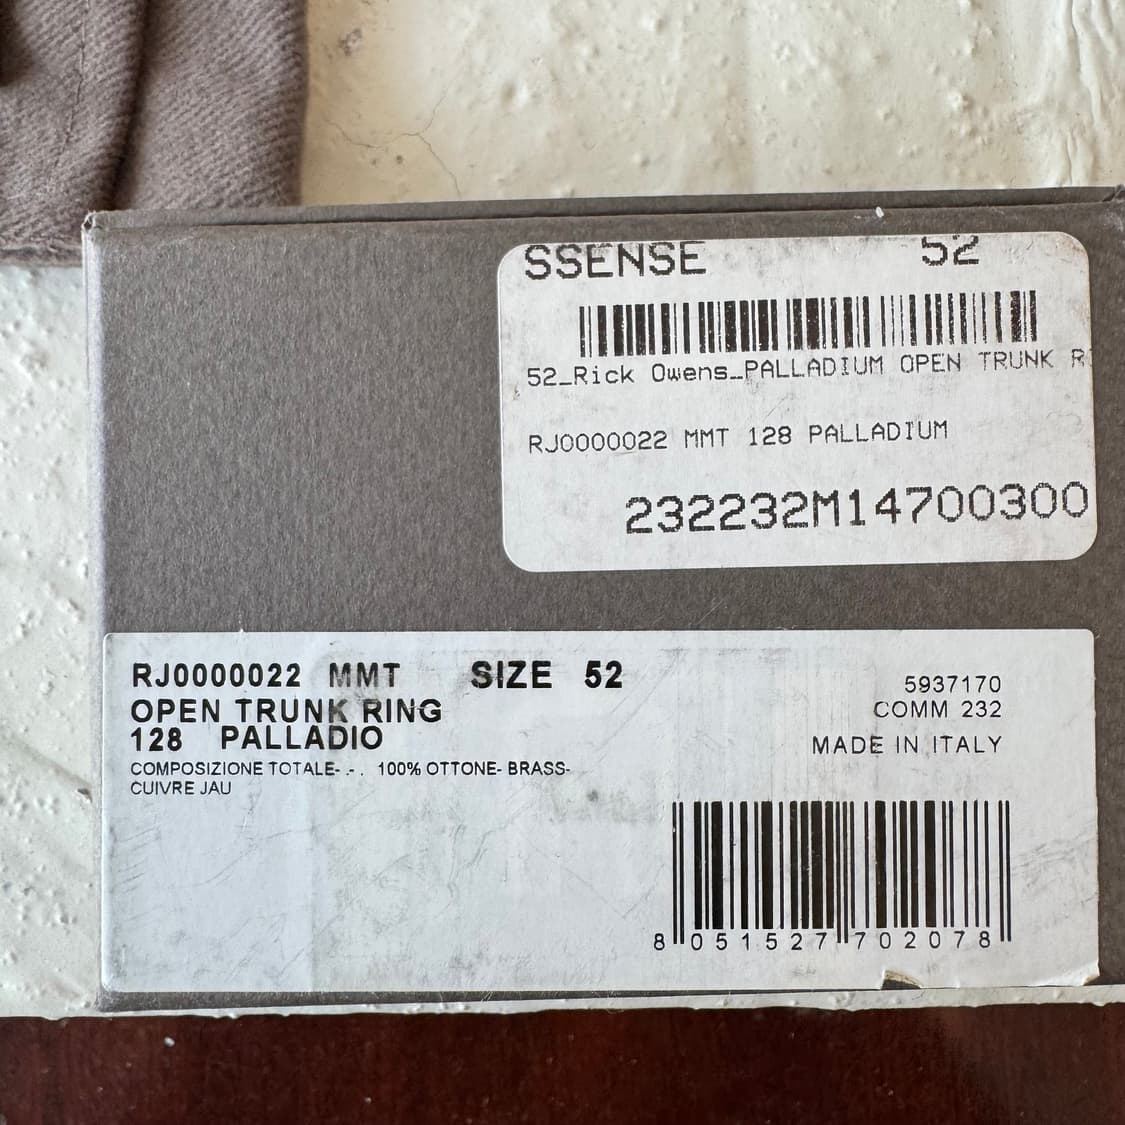 SSENSE 52
52_Rick Owens_PALLADIUM OPEN TRUNK R
RJ0000022 MMT 128 PALLADIUM
232232M14700300
RJ0000022 MMT SIZE 52
OPEN TRUNK RING
128 PALLADIO
COMPOSIZIONE TOTALE- .- . 100% OTTONE- BRASS-
CUIVRE JAU
5937170
COMM 232
MADE IN ITALY
8 051527 702078